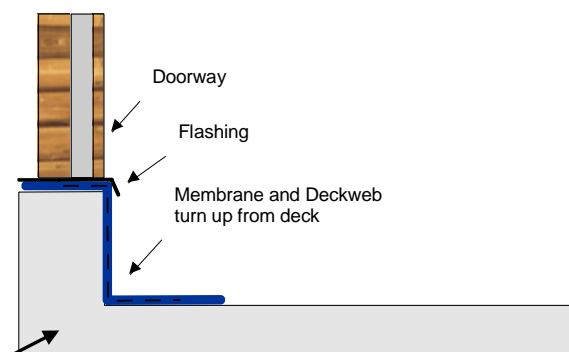 Doorway
Flashing
Membrane and Deckweb
turn up from deck